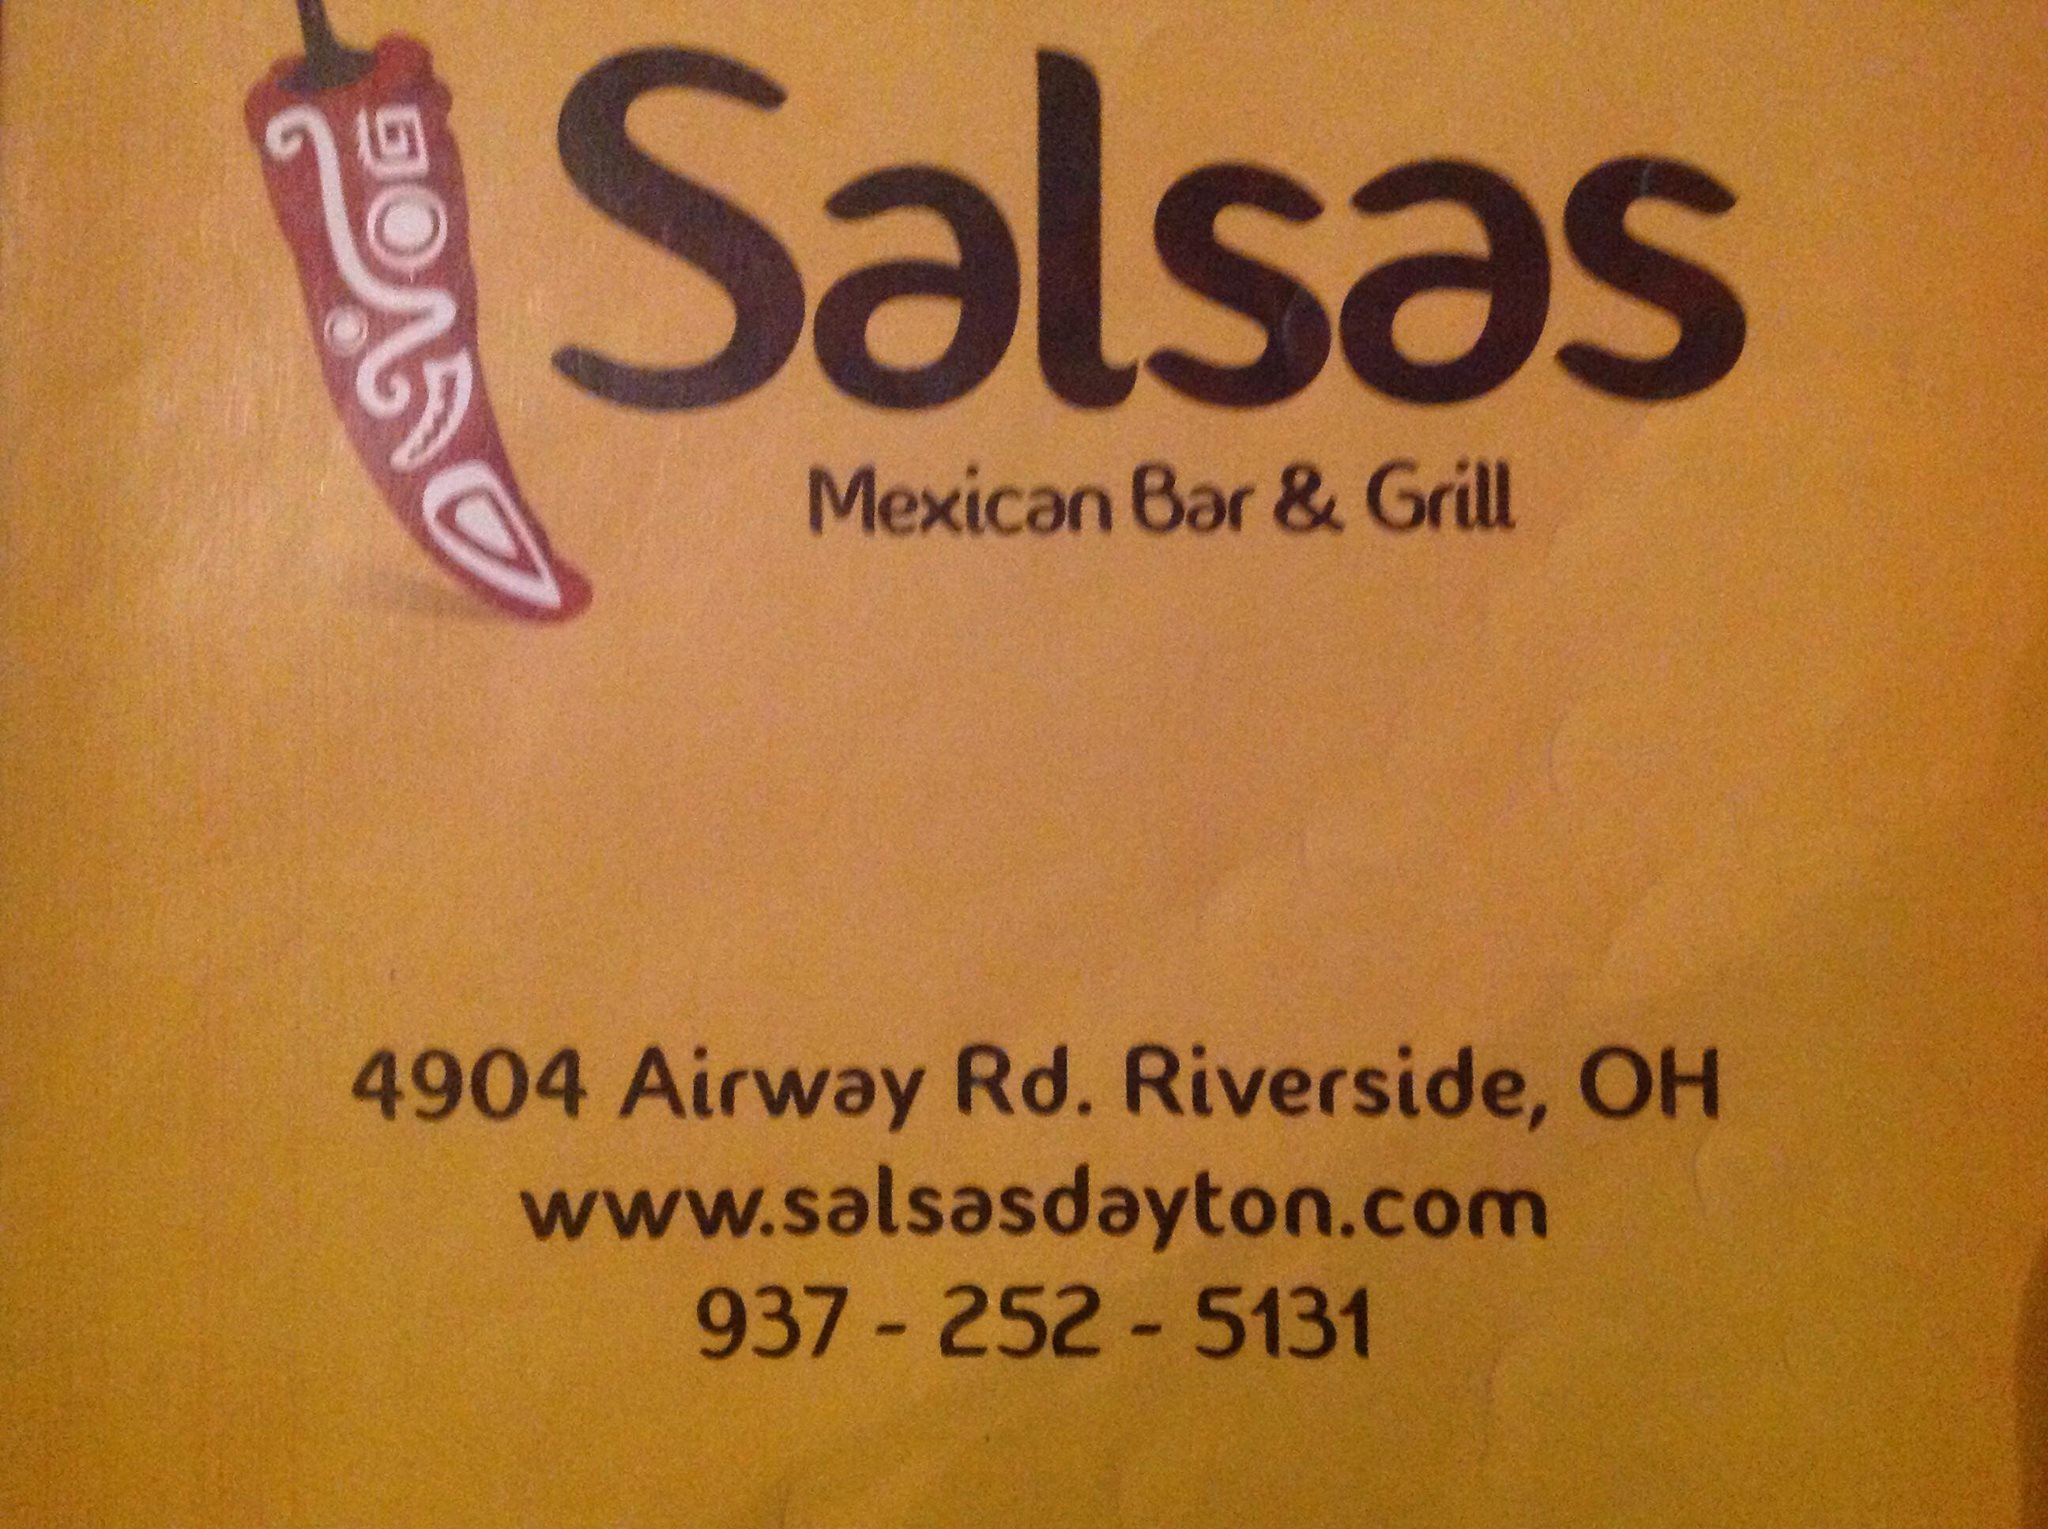 Salsas
Mexican Bar & Grill
4904 Airway Rd. Riverside, OH
www.salsasdayton.com
937 - 252 - 5131